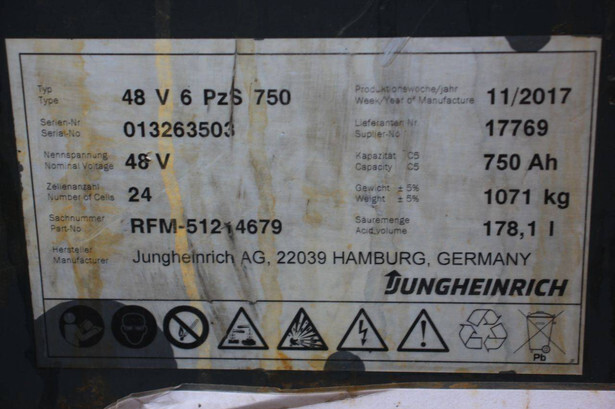 Typ
Type 48 V 6 PzS 750
Produktionswoche/jahr
Week/Year of Manufacture 11/2017
Serien-Nr
Serial-No. 013263503
Lieferanten Nr
Suplier-No 17769
Nennspannung
Nominal Voltage 48 V
Kapazität C5
Capacity C5 750 Ah
Zellenanzahl
Number of Cells 24
Gewicht ± 5%
Weight ± 5% 1071 kg
Sachnummer
Part-No RFM-51214679
Säuremenge
Acid volume 178,1 l
Hersteller
Manufacturer Jungheinrich AG, 22039 HAMBURG, GERMANY
JUNGHEINRICH
Pb